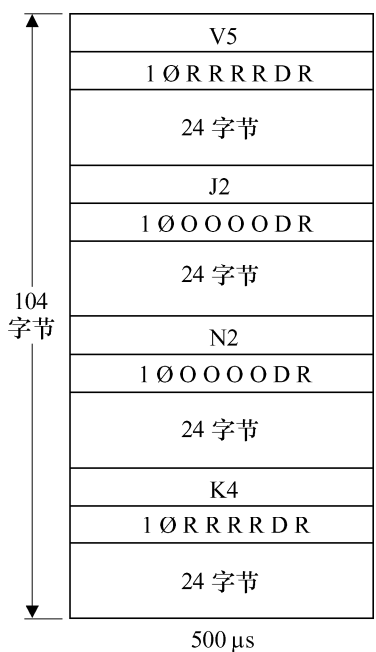 V5
1 Ø R R R R D R
24 字节
J2
1 Ø O O O O D R
24 字节
104
字节
N2
1 Ø O O O O D R
24 字节
K4
1 Ø R R R R D R
24 字节
500 μs